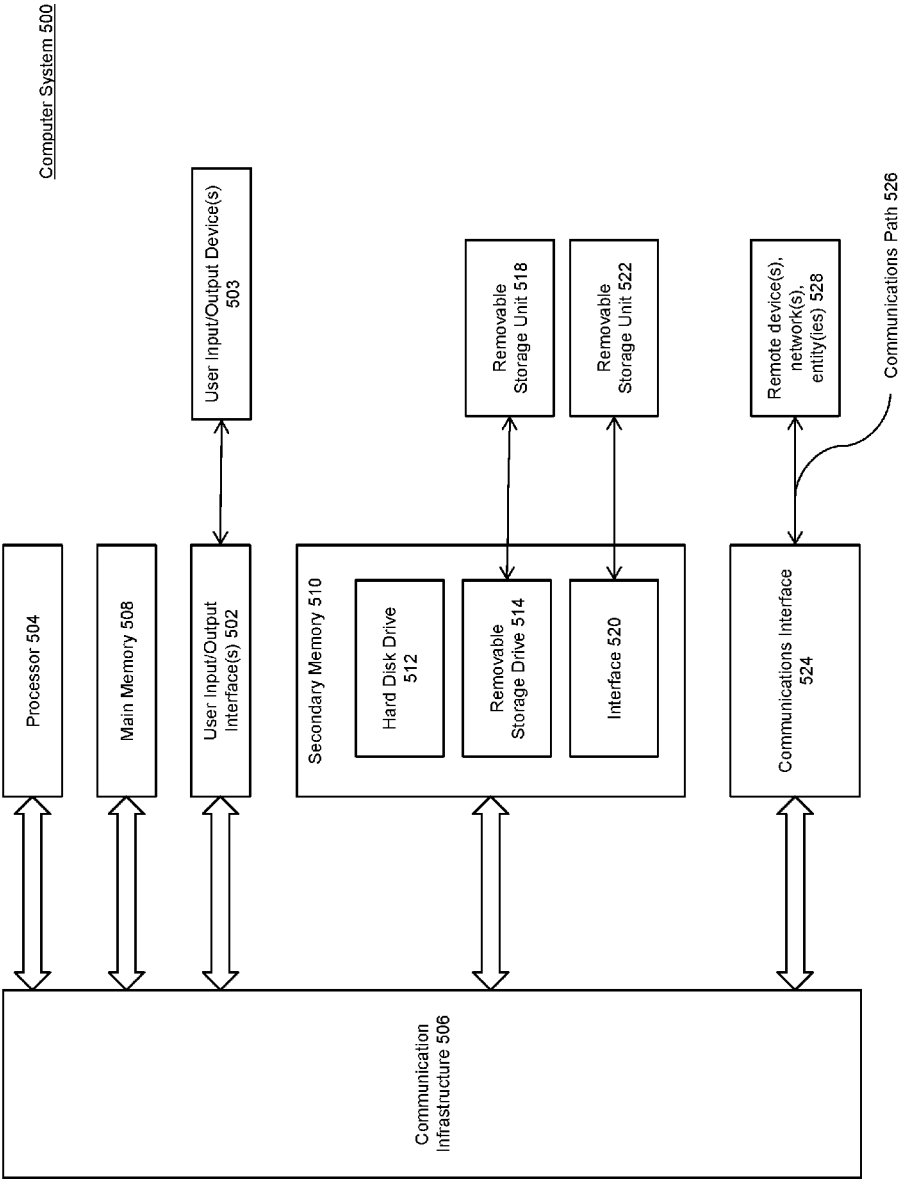 Computer System 500
Processor 504
Main Memory 508
User Input/Output
Interface(s) 502
User Input/Output Device(s)
503
Secondary Memory 510
Hard Disk Drive
512
Removable
Storage Drive 514
Removable
Storage Unit 518
Interface 520
Removable
Storage Unit 522
Communications Interface
524
Remote device(s),
network(s),
entity(ies) 528
Communications Path 526
Communication
Infrastructure 506